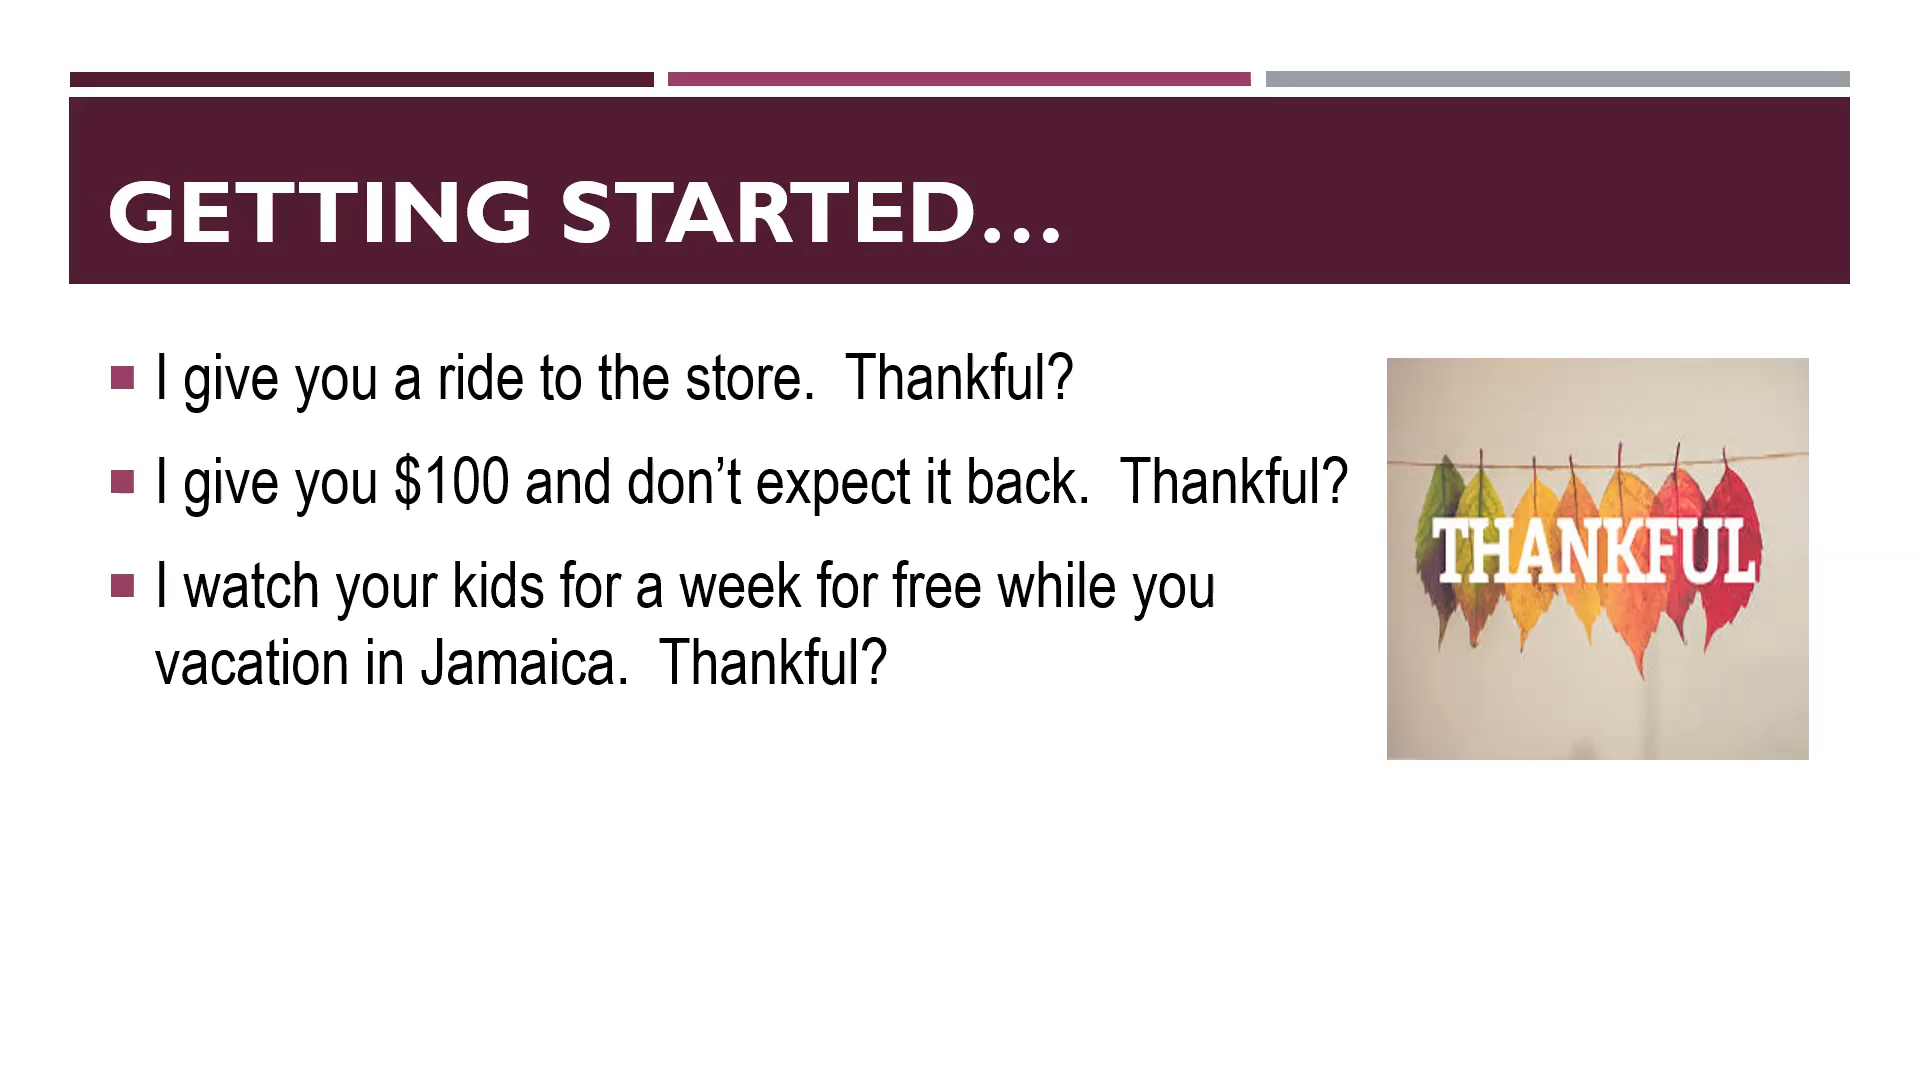 GETTING STARTED…
I give you a ride to the store.  Thankful?
I give you $100 and don’t expect it back.  Thankful?
I watch your kids for a week for free while you
vacation in Jamaica.  Thankful?
THANKFUL